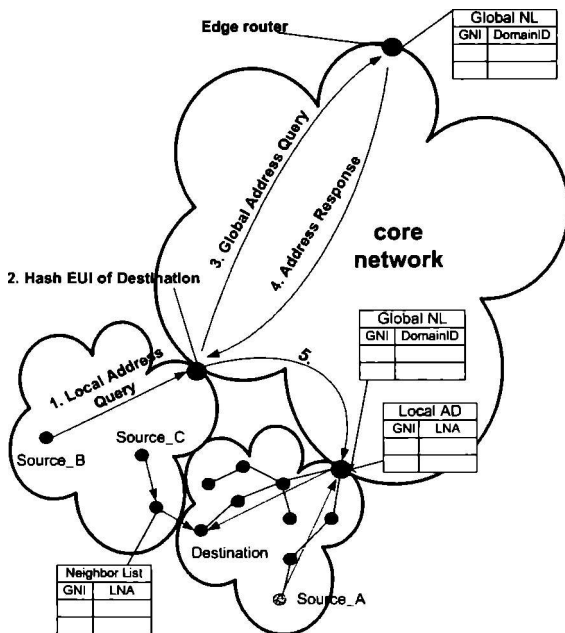 Edge router
Global NL
GNI DomainID
3. Global Address Query
4. Address Response
core
network
2. Hash EUI of Destination
Global NL
GNI DomainID
1. Local Address
Query
5.
Local AD
GNI LNA
Source_C
Source_B
Destination
Neighbor List
GNI LNA
Source_A